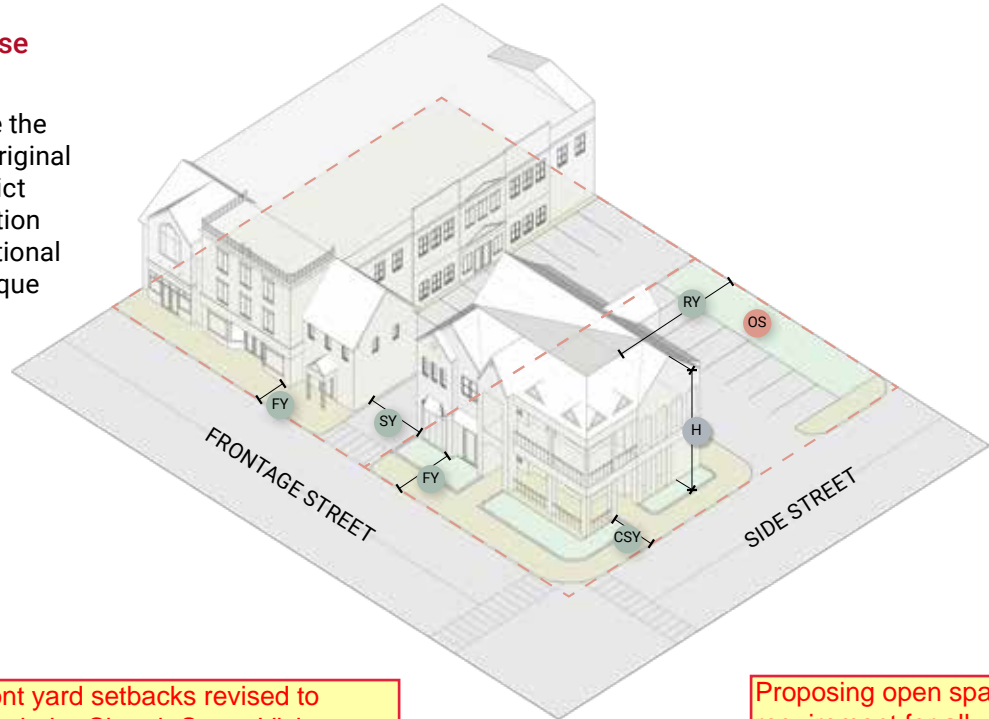 se
e the
riginal
ict
tion
tional
que
RY
OS
FY
SY
H
FY
CSY
FRONTAGE STREET
SIDE STREET
ont yard setbacks revised to
Proposing open spa